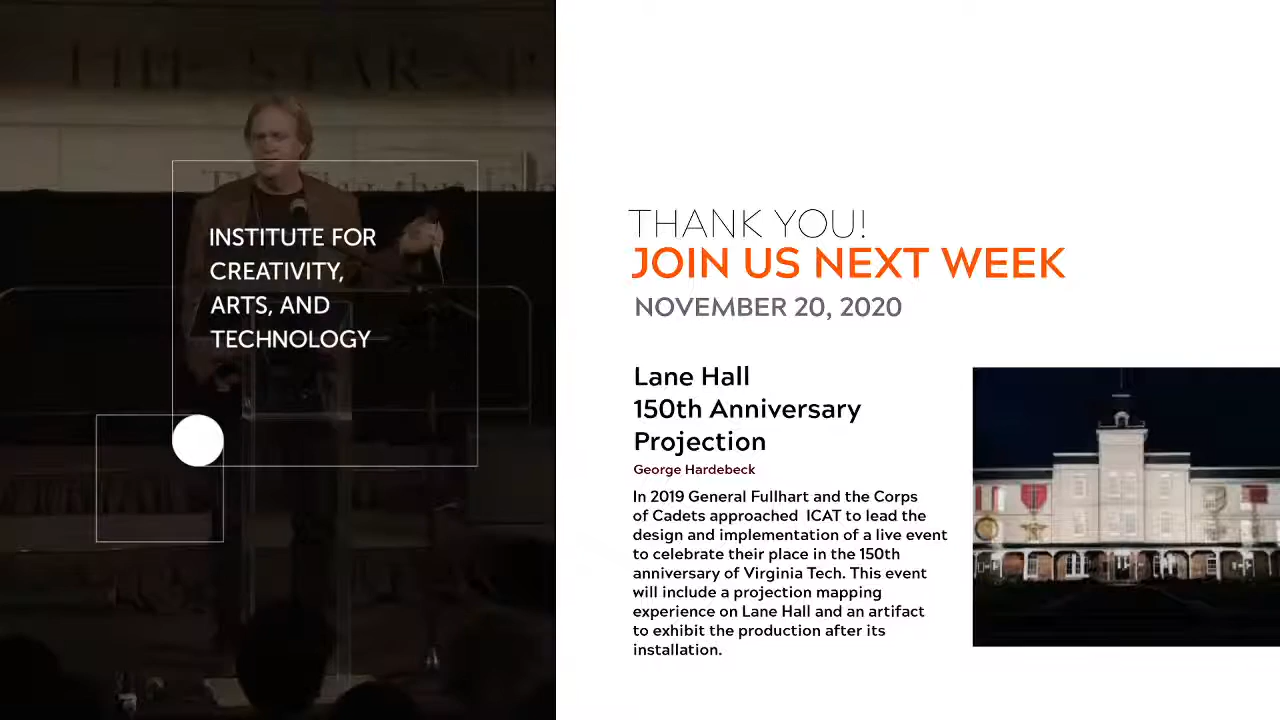 THE STAR-SP
INSTITUTE FOR
CREATIVITY,
ARTS, AND
TECHNOLOGY
THANK YOU!
JOIN US NEXT WEEK
NOVEMBER 20, 2020
Lane Hall
150th Anniversary
Projection
George Hardebeck
In 2019 General Fullhart and the Corps
of Cadets approached  ICAT to lead the
design and implementation of a live event
to celebrate their place in the 150th
anniversary of Virginia Tech. This event
will include a projection mapping
experience on Lane Hall and an artifact
to exhibit the production after its
installation.